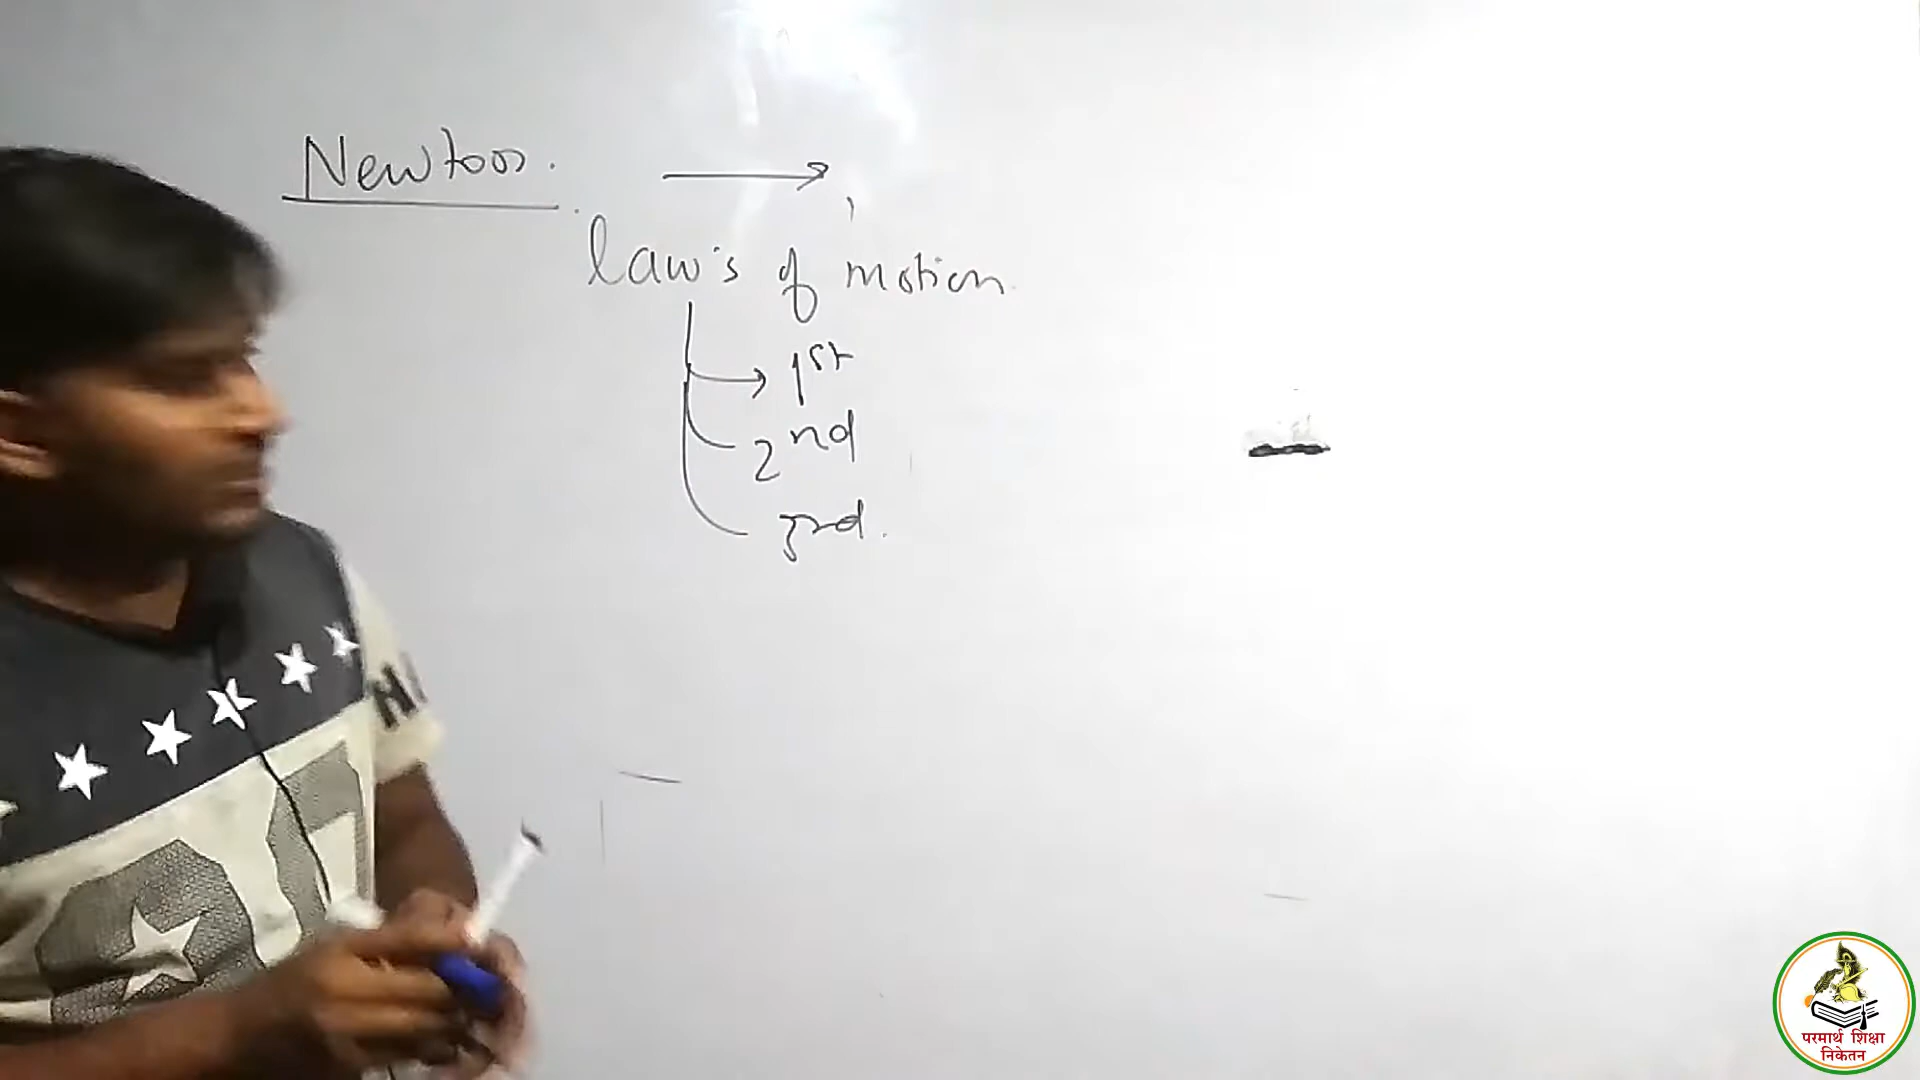 Newton.
law's of motion.
1st
2nd
3rd.
H
परमार्थ शिक्षा
निकेतन